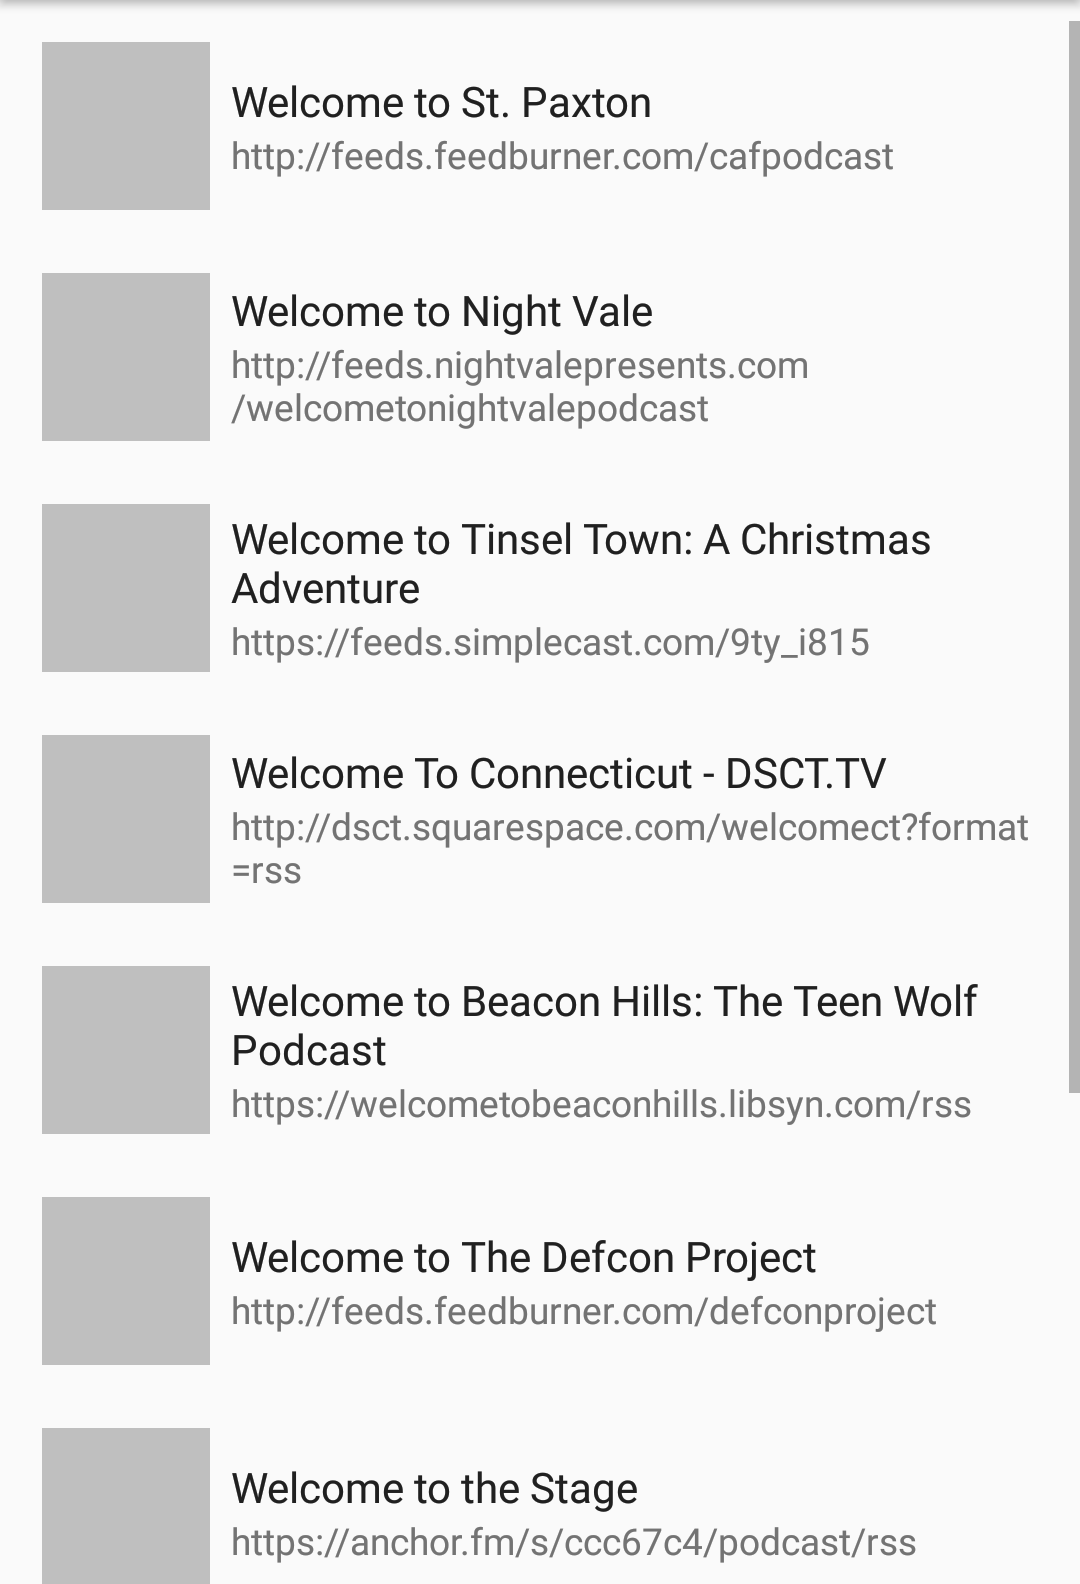 Welcome to St. Paxton
http://feeds.feedburner.com/cafpodcast
Welcome to Night Vale
http://feeds.nightvalepresents.com
/welcometonightvalepodcast
Welcome to Tinsel Town: A Christmas
Adventure
https://feeds.simplecast.com/9ty_i815
Welcome To Connecticut - DSCT.TV
http://dsct.squarespace.com/welcomect?format
=rss
Welcome to Beacon Hills: The Teen Wolf
Podcast
https://welcometobeaconhills.libsyn.com/rss
Welcome to The Defcon Project
http://feeds.feedburner.com/defconproject
Welcome to the Stage
https://anchor.fm/s/ccc67c4/podcast/rss